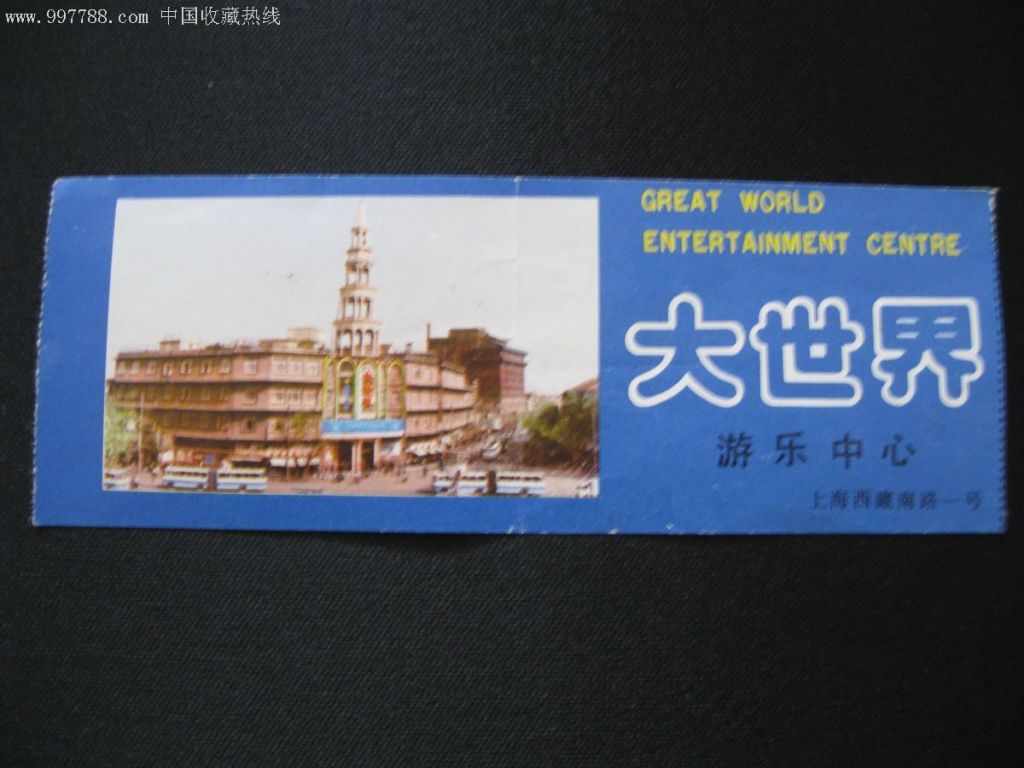 www.997788.com 中国收藏热线
GREAT WORLD
ENTERTAINMENT CENTRE
大世界
游乐中心
上海西藏南路一号